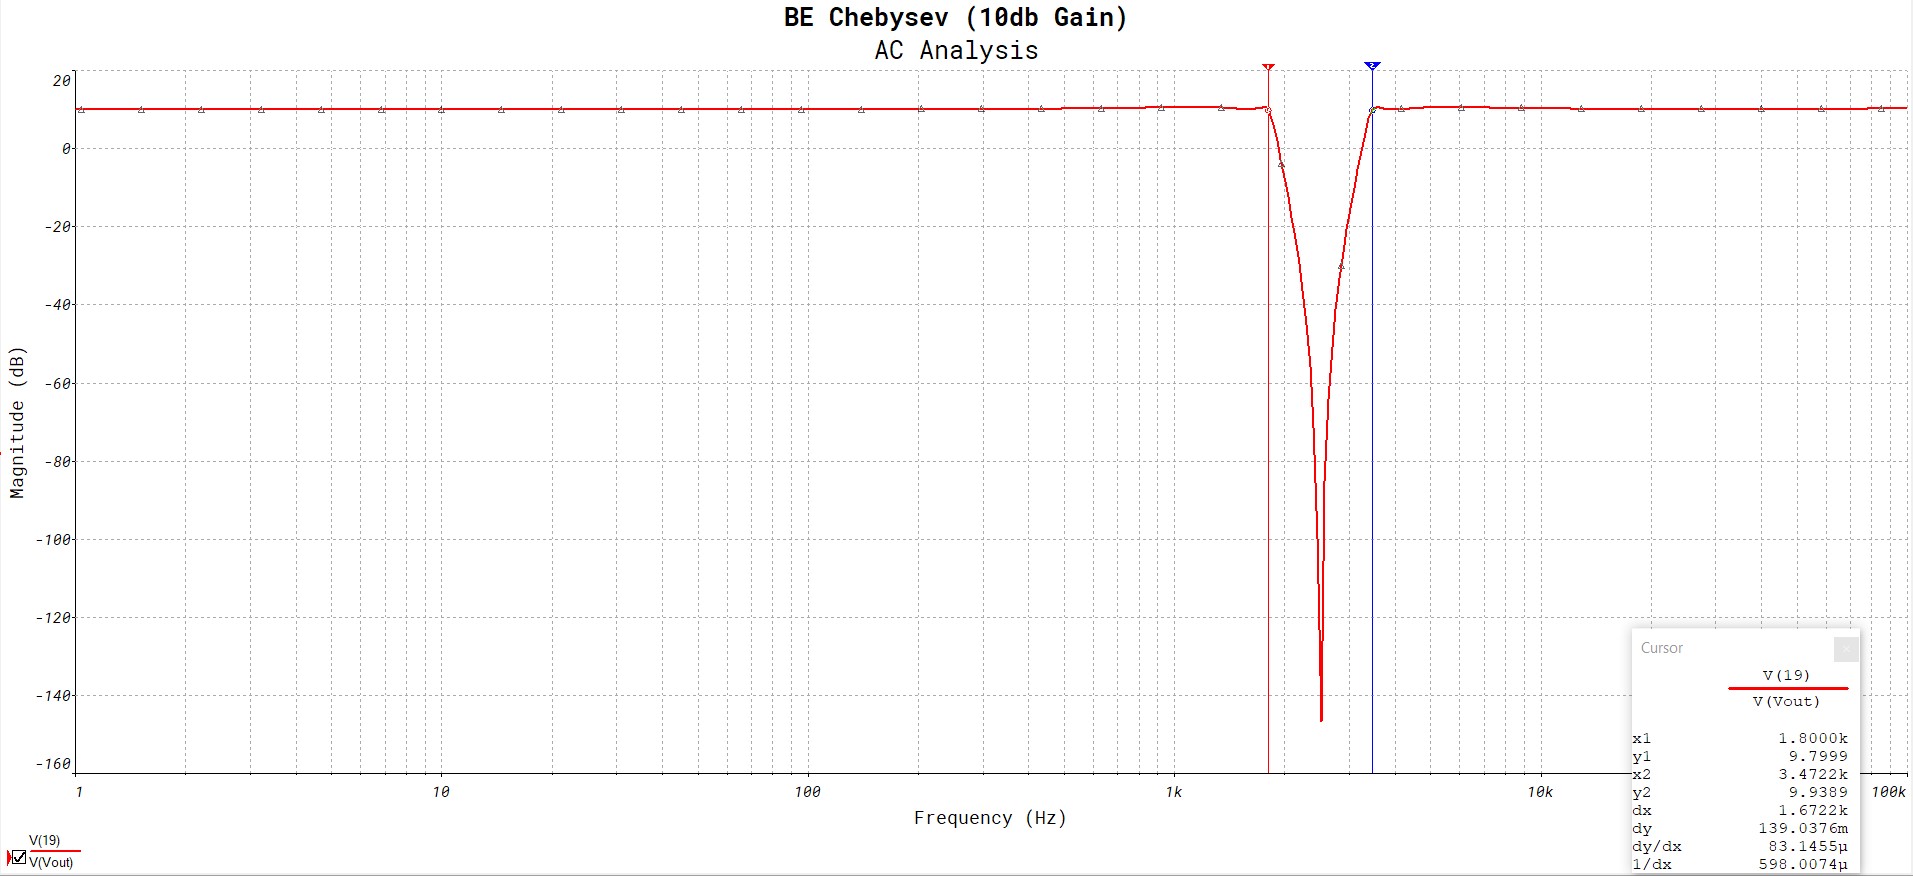 BE Chebysev (10db Gain)
AC Analysis
20
0
-20
-40
-60
-80
-100
-120
-140
-160
Magnitude (dB)
1
10
100
1k
10k
100k
Frequency (Hz)
1
2
Cursor
V(19)
V(Vout)
x1 1.8000k
y1 9.7999
x2 3.4722k
y2 9.9389
dx 1.6722k
dy 139.0376m
dy/dx 83.1455µ
1/dx 598.0074µ
V(19)
V(Vout)